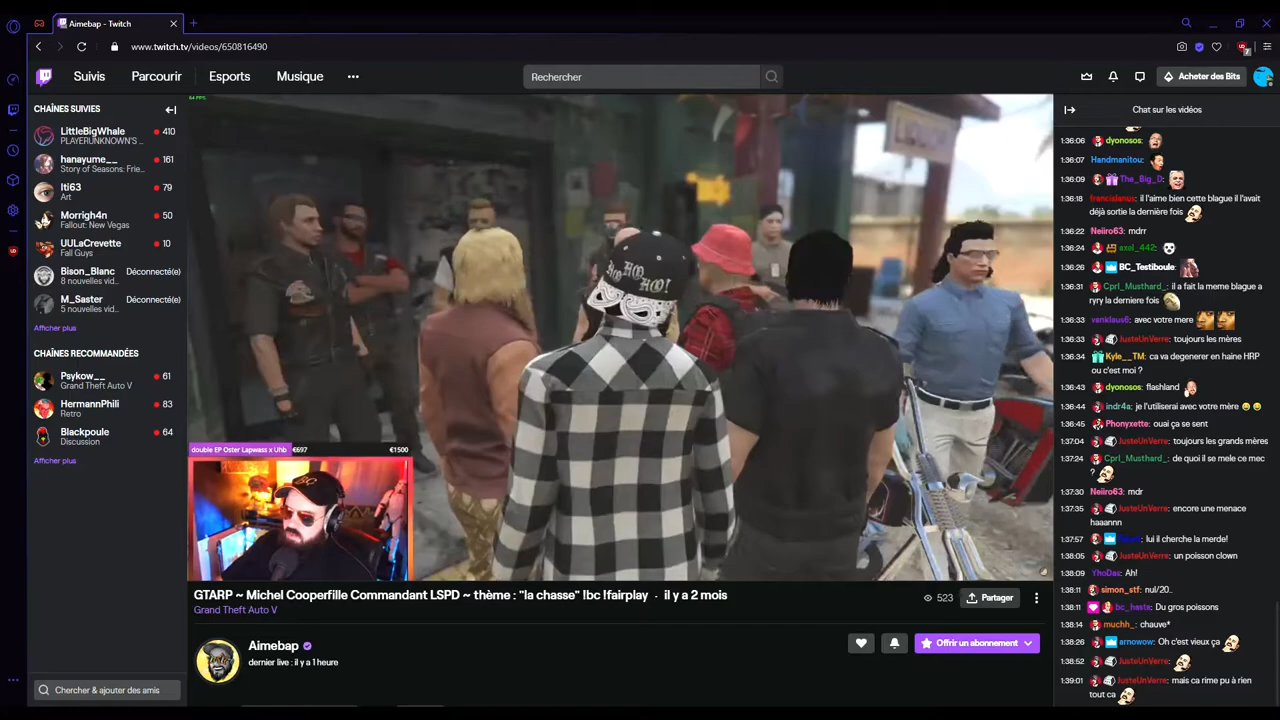 Aimebap - Twitch
www.twitch.tv/videos/650816490
Suivis
Parcourir
Esports
Musique
Rechercher
Acheter des Bits
CHAÎNES SUIVIES
LittleBigWhale 410
PLAYERUNKNOWN'S ...
hanayume__ 161
Story of Seasons: Frie...
lti63 79
Art
Morrigh4n 50
Fallout: New Vegas
UULaCrevette 10
Fall Guys
Bison_Blanc Déconnecté(e)
8 nouvelles vid...
M_Saster Déconnecté(e)
5 nouvelles vid...
Afficher plus
CHAÎNES RECOMMANDÉES
Psykow__ 61
Grand Theft Auto V
HermannPhili 83
Retro
Blackpoule 64
Discussion
Afficher plus
Chercher & ajouter des amis
64 FPS
HO HO HO!
double EP Oster Lapwass x Uhb €697 €1500
GTARP ~ Michel Cooperfille Commandant LSPD ~ thème : "la chasse" !bc !fairplay - il y a 2 mois
Grand Theft Auto V
523
Partager
Aimebap
dernier live : il y a 1 heure
Offrir un abonnement
Chat sur les vidéos
1:36:06 dyonosos:
1:36:07 Handmanitou:
1:36:09 The_Big_D:
1:36:18 francialanus: il l'aime bien cette blague il l'avait
déjà sortie la dernière fois
1:36:22 Neiiro63: mdrr
1:36:24 axel_442:
1:36:26 BC_Testiboule:
1:36:31 Cprl_Musthard_: il a fait la meme blague a
ryry la derniere fois
1:36:33 vanklaus6: avec votre mere
1:36:33 JusteUnVerre: toujours les mères
1:36:34 Kyle__TM: ca va degenerer en haine HRP
ou c'est moi ?
1:36:43 dyonosos: flashland
1:36:44 indr4a: je l'utiliserai avec votre mère
1:36:45 Phonyxette: ouai ça se sent
1:37:04 JusteUnVerre: toujours les grands mères
1:37:24 Cprl_Musthard_: de quoi il se mele ce mec
?
1:37:30 Neiiro63: mdr
1:37:35 JusteUnVerre: encore une menace
haaannn
1:37:57 : lui il cherche la merde!
1:38:05 JusteUnVerre: un poisson clown
1:38:09 YhoDas: Ah!
1:38:11 simon_stf: nul/20..
1:38:11 bc_hastx: Du gros poissons
1:38:14 muchh_: chauve*
1:38:26 arnowow: Oh c'est vieux ça
1:38:52 JusteUnVerre:
1:39:01 JusteUnVerre: mais ca rime pu à rien
tout ca